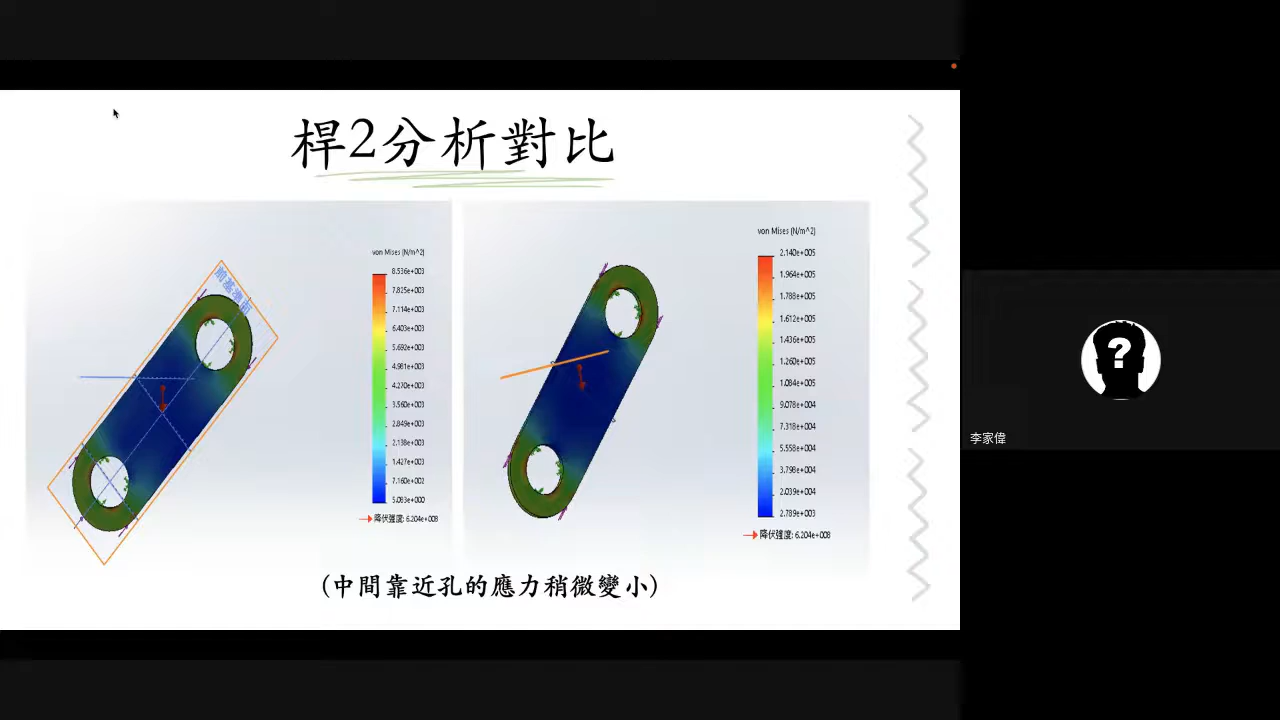 桿2分析對比
前基準面
von Mises (N/m^2)
8.536e+003
7.825e+003
7.114e+003
6.403e+003
5.692e+003
4.981e+003
4.270e+003
3.560e+003
2.849e+003
2.138e+003
1.427e+003
7.160e+002
5.083e+000
降伏強度: 6.204e+008
von Mises (N/m^2)
2.140e+005
1.964e+005
1.788e+005
1.612e+005
1.436e+005
1.260e+005
1.084e+005
9.078e+004
7.318e+004
5.558e+004
3.798e+004
2.039e+004
2.789e+003
降伏強度: 6.204e+008
(中間靠近孔的應力稍微變小)
?
李家偉